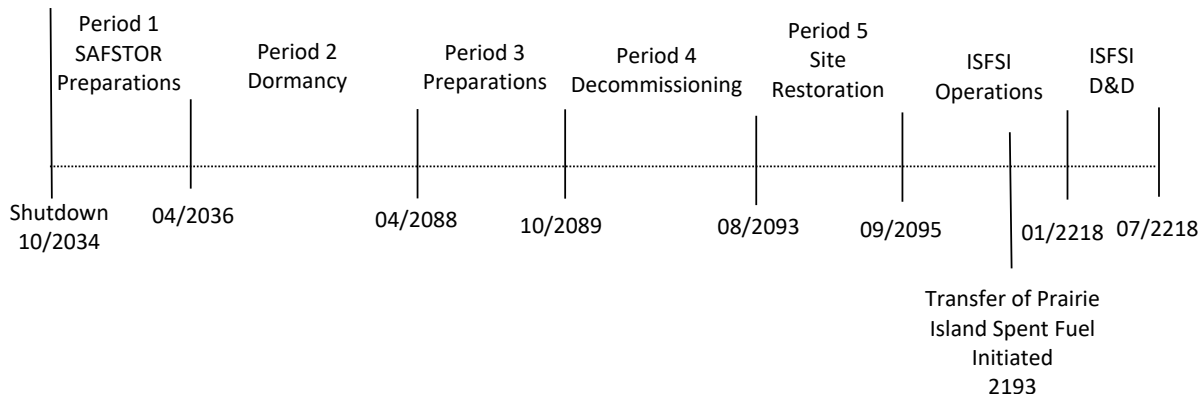 Period 1
SAFSTOR
Preparations
Period 2
Dormancy
Period 3
Preparations
Period 4
Decommissioning
Period 5
Site
Restoration
ISFSI
Operations
ISFSI
D&D
Shutdown
10/2034
04/2036
04/2088
10/2089
08/2093
09/2095
01/2218
07/2218
Transfer of Prairie
Island Spent Fuel
Initiated
2193